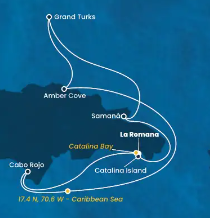 Grand Turks
Amber Cove
Samaná
La Romana
Catalina Bay
Catalina Island
Cabo Rojo
17.4 N, 70.6 W - Caribbean Sea